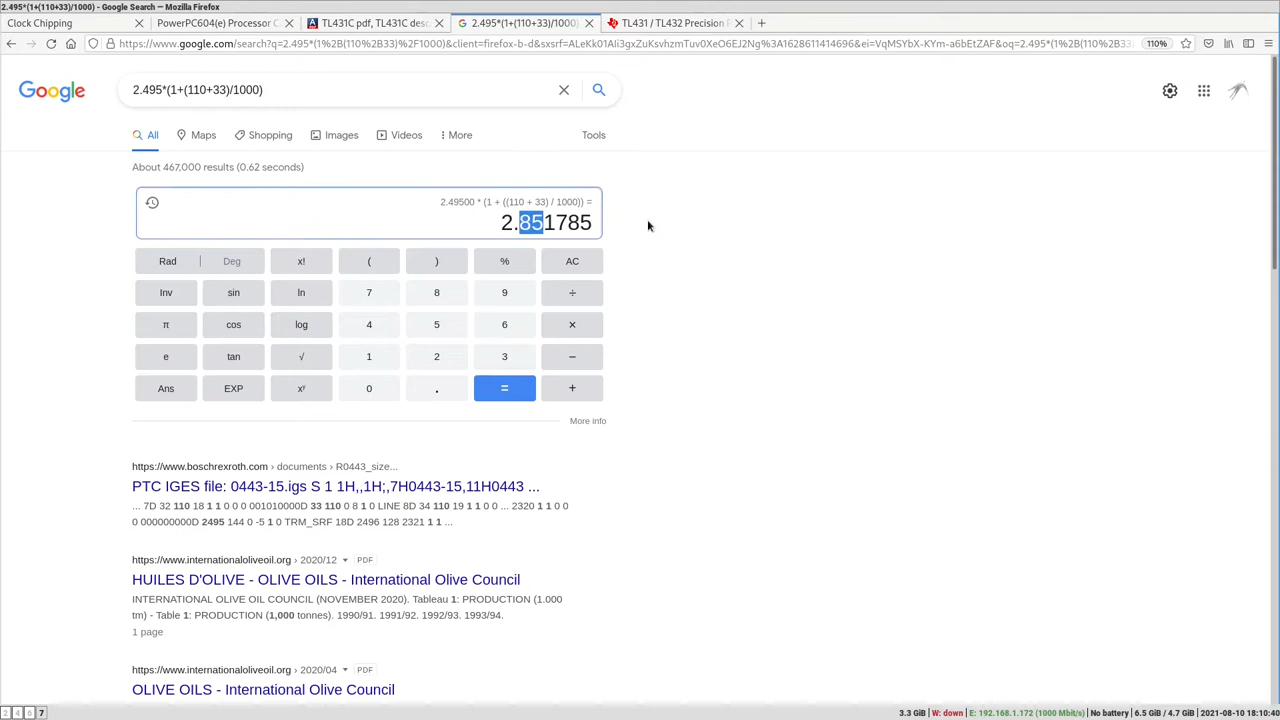 2.495*(1+(110+33)/1000) - Google Search — Mozilla Firefox
Clock Chipping
PowerPC604(e) Processor C
TL431C pdf, TL431C desc
2.495*(1+(110+33)/1000)
TL431 / TL432 Precision P
https://www.google.com/search?q=2.495*(1%2B(110%2B33)%2F1000)&client=firefox-b-d&sxsrf=ALeKk01Ali3gxZuKsvhzmTuv0XeO6EJ2Ng%3A1628611414696&ei=VqMSYbX-KYm-a6bEtZAF&oq=2.495*(1%2B(110%2B33)%2
110%
Google
2.495*(1+(110+33)/1000)
All
Maps
Shopping
Images
Videos
More
Tools
About 467,000 results (0.62 seconds)
2.49500 * (1 + ((110 + 33) / 1000)) =
2.851785
Rad Deg x! ( ) % AC
Inv sin ln 7 8 9 ÷
π cos log 4 5 6 ×
e tan √ 1 2 3 −
Ans EXP xʸ 0 . = +
More info
https://www.boschrexroth.com › documents › R0443_size...
PTC IGES file: 0443-15.igs S 1 1H,,1H;,7H0443-15,11H0443 ...
... 7D 32 110 18 1 1 0 0 0 001010000D 33 110 0 8 1 0 LINE 8D 34 110 19 1 1 0 0 ... 2320 1 1 0 0
0 000000000D 2495 144 0 -5 1 0 TRM_SRF 18D 2496 128 2321 1 1 ...
https://www.internationaloliveoil.org › 2020/12
PDF
HUILES D'OLIVE - OLIVE OILS - International Olive Council
INTERNATIONAL OLIVE OIL COUNCIL (NOVEMBER 2020). Tableau 1: PRODUCTION (1.000
tm) - Table 1: PRODUCTION (1,000 tonnes). 1990/91. 1991/92. 1992/93. 1993/94.
1 page
https://www.internationaloliveoil.org › 2020/04
PDF
OLIVE OILS - International Olive Council
2 4 6 7
3.3 GiB | W: down | E: 192.168.1.172 (1000 Mbit/s) | No battery | 6.5 GiB / 4.7 GiB | 2021-08-10 18:10:40